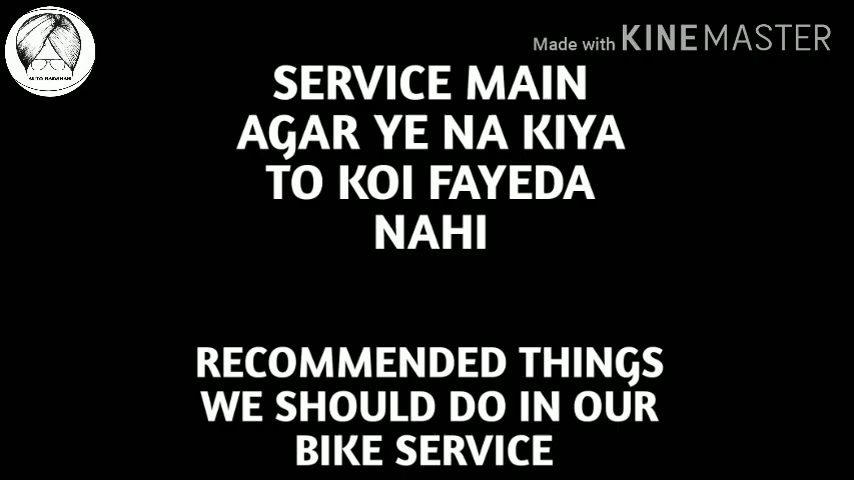 Made with KINEMASTER
SERVICE MAIN
AGAR YE NA KIYA
TO KOI FAYEDA
NAHI
RECOMMENDED THINGS
WE SHOULD DO IN OUR
BIKE SERVICE